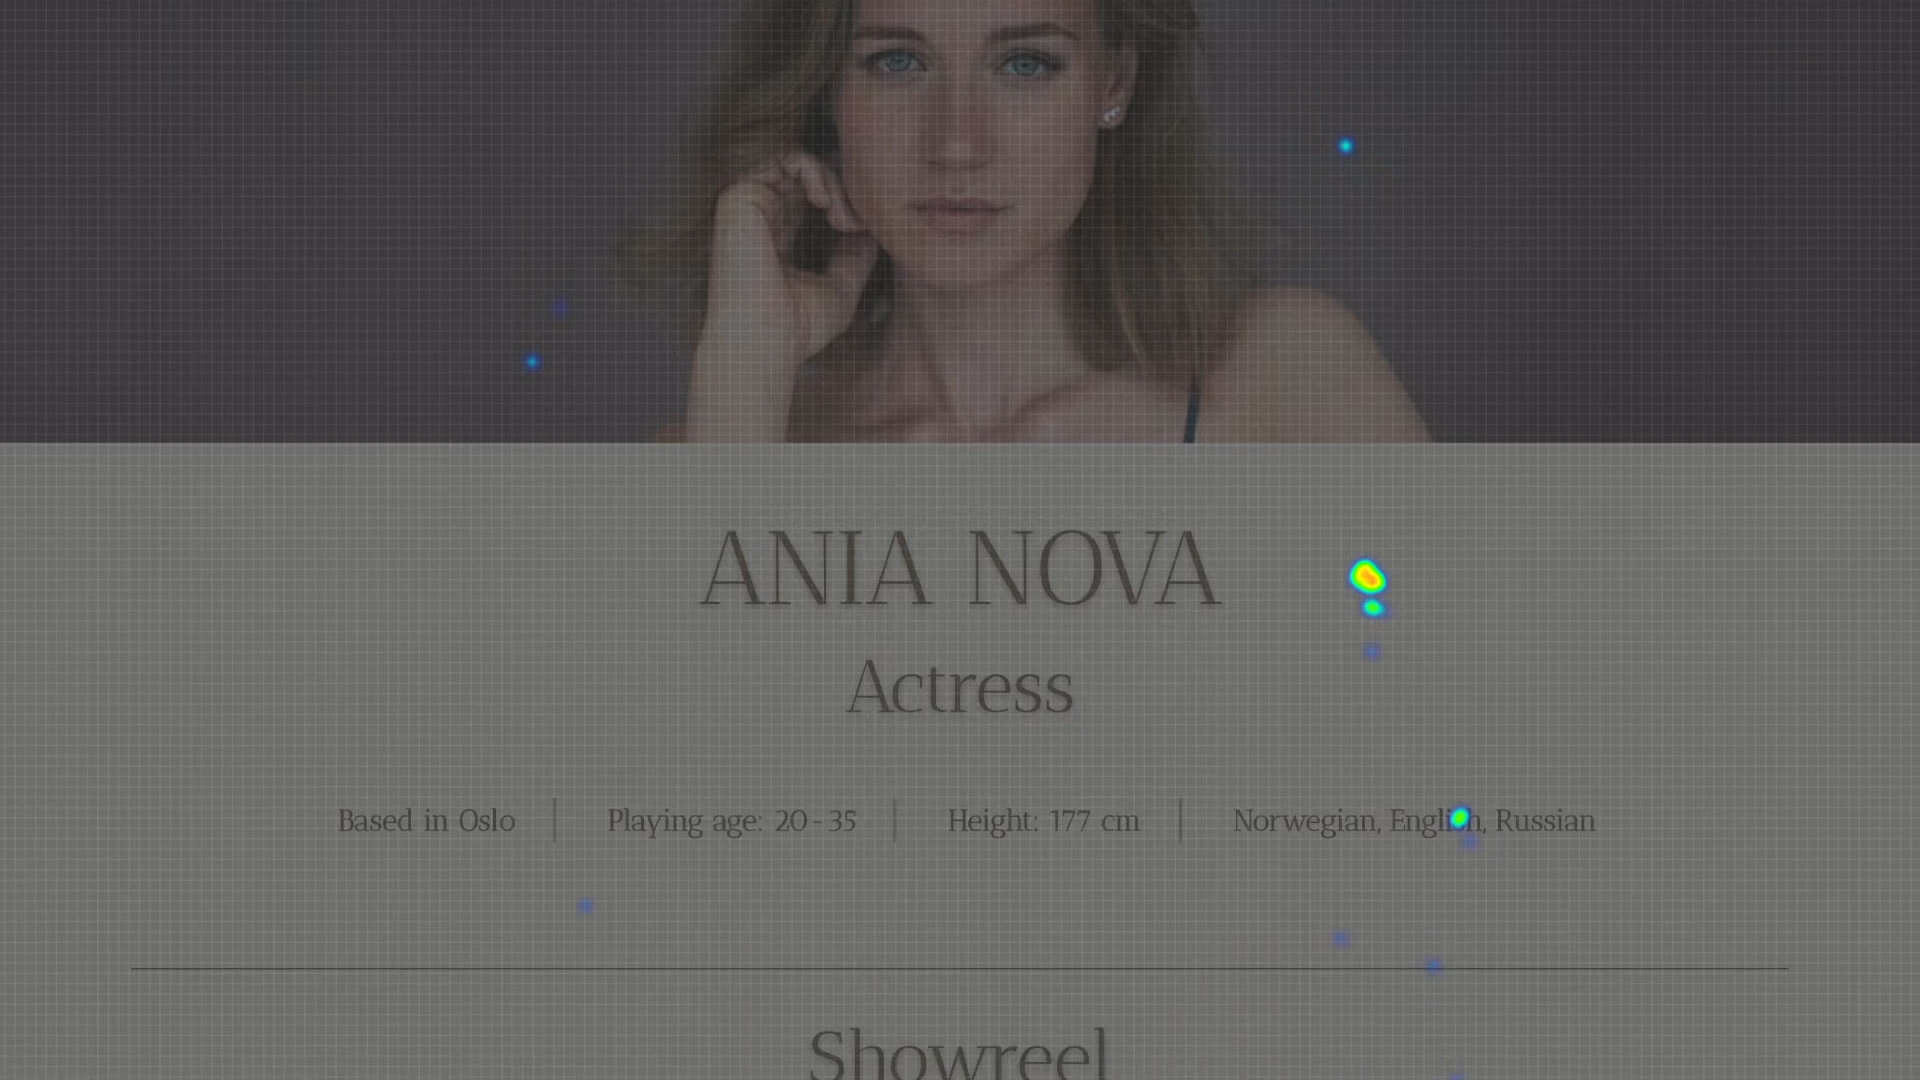 ANIA NOVA
Actress
Based in Oslo | Playing age: 20-35 | Height: 177 cm | Norwegian, English, Russian
Showreel